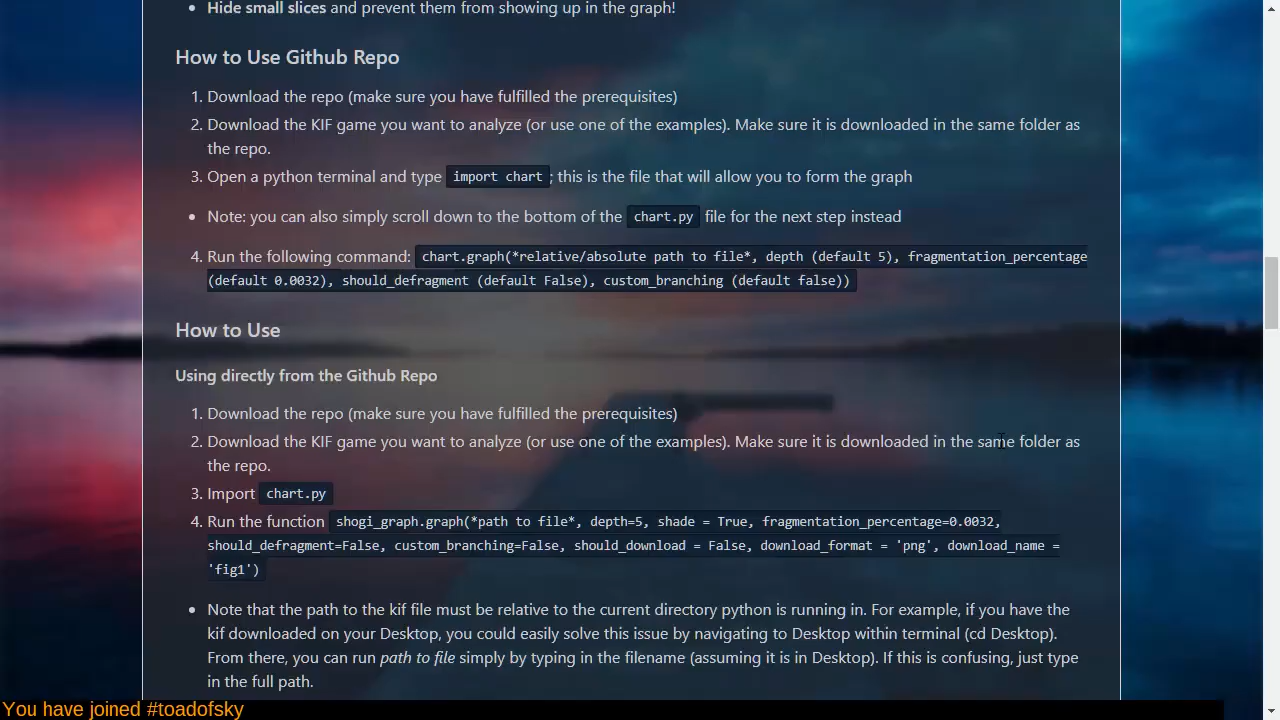 Hide small slices and prevent them from showing up in the graph!
How to Use Github Repo
1. Download the repo (make sure you have fulfilled the prerequisites)
2. Download the KIF game you want to analyze (or use one of the examples). Make sure it is downloaded in the same folder as
the repo.
3. Open a python terminal and type import chart; this is the file that will allow you to form the graph
Note: you can also simply scroll down to the bottom of the chart.py file for the next step instead
4. Run the following command: chart.graph(*relative/absolute path to file*, depth (default 5), fragmentation_percentage
(default 0.0032), should_defragment (default False), custom_branching (default false))
How to Use
Using directly from the Github Repo
1. Download the repo (make sure you have fulfilled the prerequisites)
2. Download the KIF game you want to analyze (or use one of the examples). Make sure it is downloaded in the same folder as
the repo.
3. Import chart.py
4. Run the function shogi_graph.graph(*path to file*, depth=5, shade = True, fragmentation_percentage=0.0032,
should_defragment=False, custom_branching=False, should_download = False, download_format = 'png', download_name =
'fig1')
Note that the path to the kif file must be relative to the current directory python is running in. For example, if you have the
kif downloaded on your Desktop, you could easily solve this issue by navigating to Desktop within terminal (cd Desktop).
From there, you can run path to file simply by typing in the filename (assuming it is in Desktop). If this is confusing, just type
in the full path.
You have joined #toadofsky